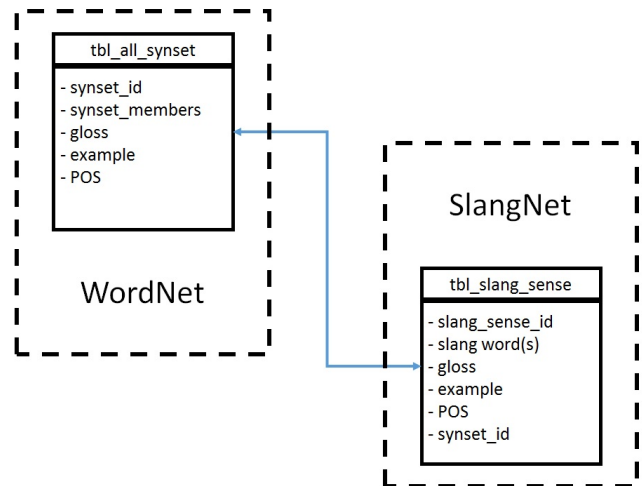 tbl_all_synset
- synset_id
- synset_members
- gloss
- example
- POS
WordNet
SlangNet
tbl_slang_sense
- slang_sense_id
- slang word(s)
- gloss
- example
- POS
- synset_id